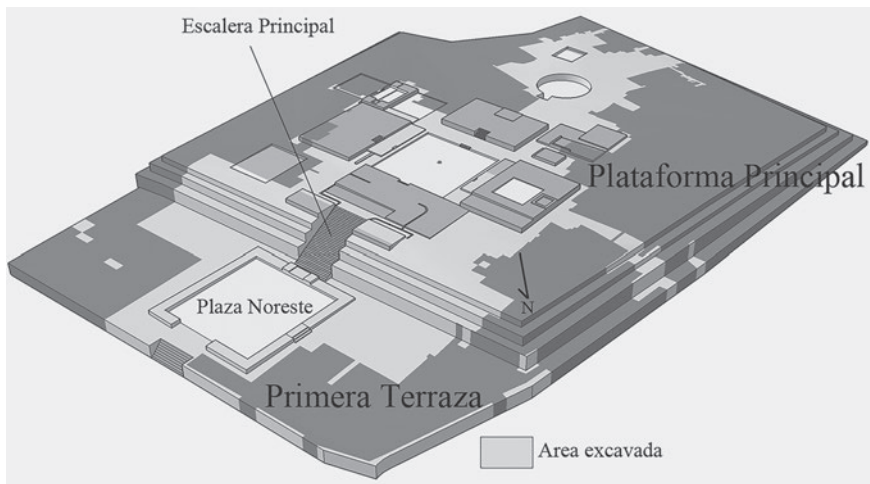 Escalera Principal
Plataforma Principal
N
Plaza Noreste
Primera Terraza
Area excavada